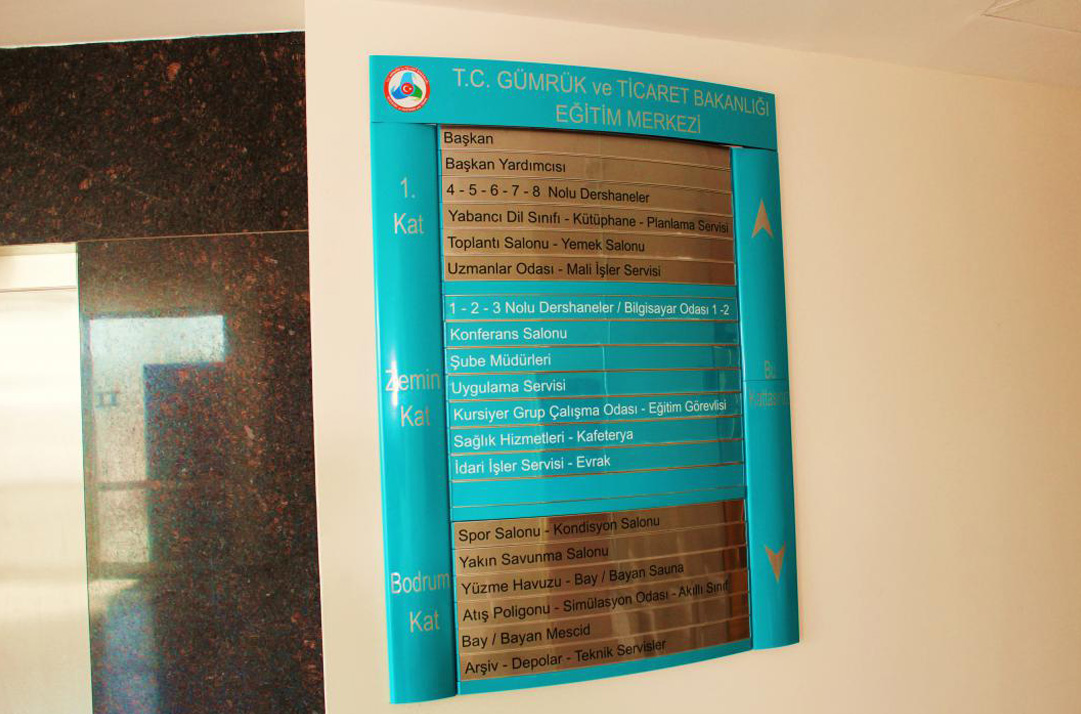 T.C. GÜMRÜK ve TİCARET BAKANLIĞI
EĞİTİM MERKEZİ
1.
Kat
Başkan
Başkan Yardımcısı
4 - 5 - 6 - 7 - 8 Nolu Dershaneler
Yabancı Dil Sınıfı - Kütüphane - Planlama Servisi
Toplantı Salonu - Yemek Salonu
Uzmanlar Odası - Mali İşler Servisi
Zemin
Kat
1 - 2 - 3 Nolu Dershaneler / Bilgisayar Odası 1 -2
Konferans Salonu
Şube Müdürleri
Uygulama Servisi
Kursiyer Grup Çalışma Odası - Eğitim Görevlisi
Sağlık Hizmetleri - Kafeterya
İdari İşler Servisi - Evrak
Bu
Bodrum
Kat
Spor Salonu - Kondisyon Salonu
Yakın Savunma Salonu
Yüzme Havuzu - Bay / Bayan Sauna
Atış Poligonu - Simülasyon Odası - Akıllı Sınıf
Bay / Bayan Mescid
Arşiv - Depolar - Teknik Servisler